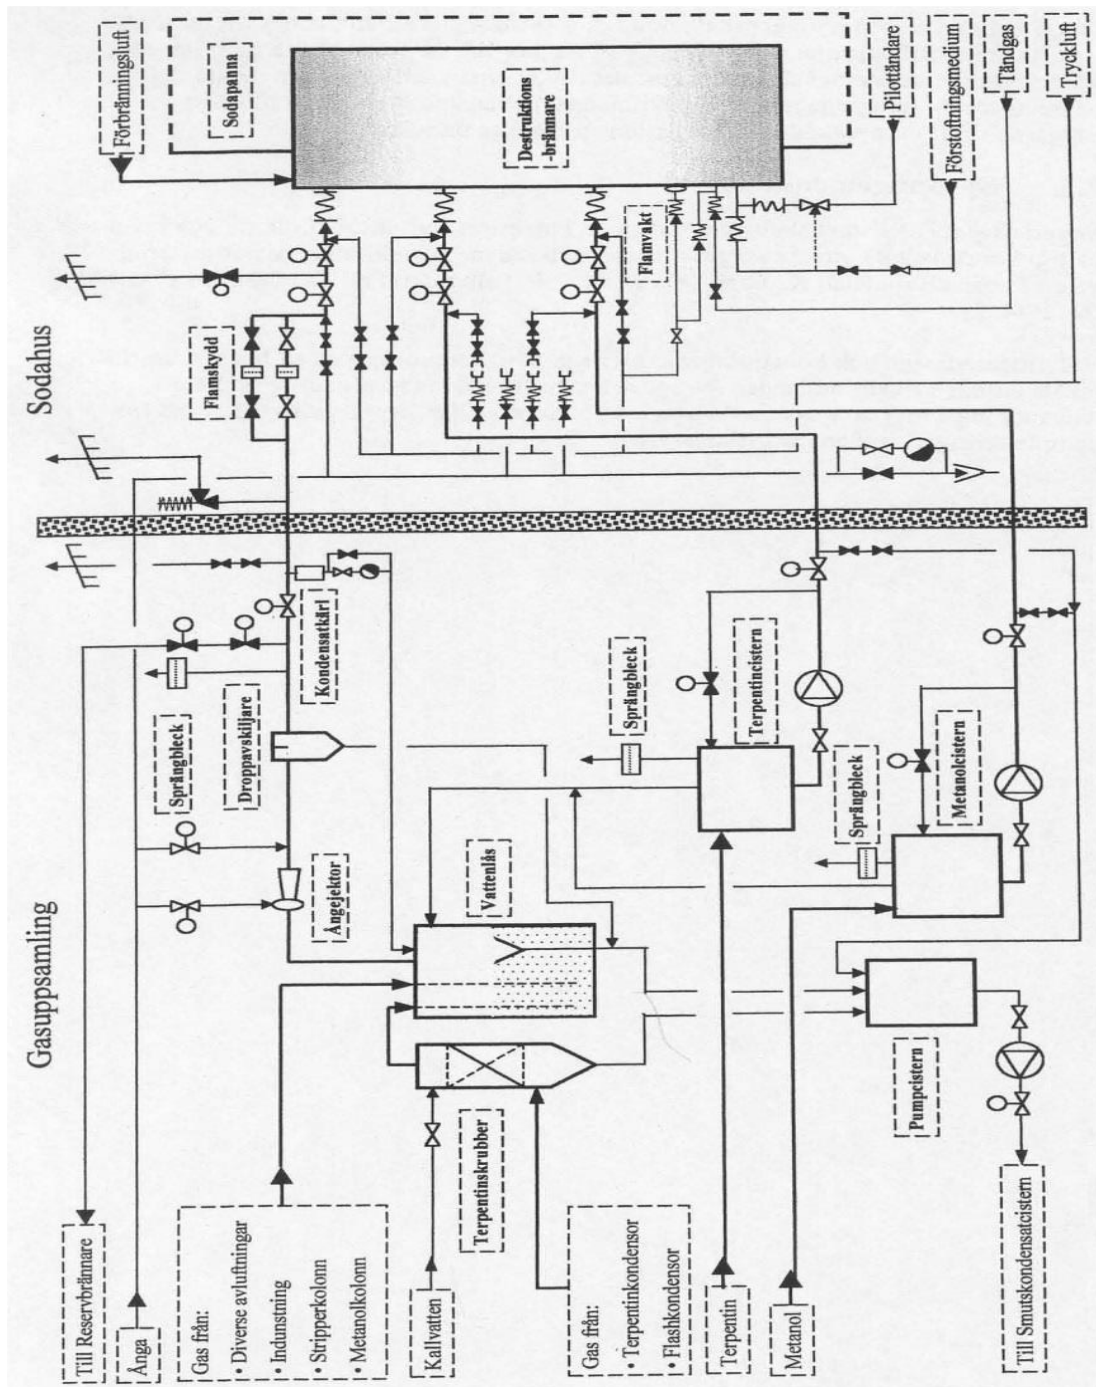 Gasuppsamling
Sodahus
Till Reservbrännare
Ånga
Gas från:
• Diverse avluftningar
• Indunstning
• Stripperkolonn
• Metanolkolonn
Kallvatten
Gas från:
• Terpentinkondensor
• Flashkondensor
Terpentin
Metanol
Till Smutskondensatcistern
Terpentinskrubber
Pumpcistern
Ångejektor
Vattenlås
Sprängbleck
Droppavskiljare
Kondensatkärl
Sprängbleck
Terpentincistern
Sprängbleck
Metanolcistern
Flamskydd
Flamvakt
Förbränningsluft
Sodapanna
Destruktions
-brännare
Pilottändare
Förstoftningsmedium
Tändgas
Tryckluft